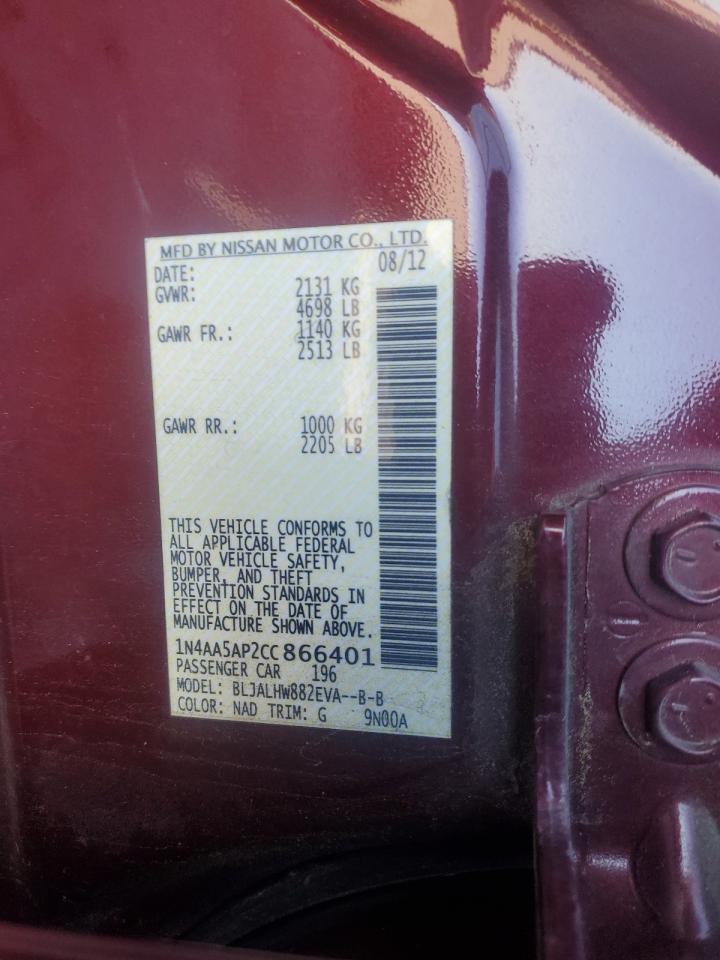 MFD BY NISSAN MOTOR CO., LTD.
DATE: 08/12
GVWR: 2131 KG
4698 LB
GAWR FR.: 1140 KG
2513 LB
GAWR RR.: 1000 KG
2205 LB
THIS VEHICLE CONFORMS TO
ALL APPLICABLE FEDERAL
MOTOR VEHICLE SAFETY,
BUMPER, AND THEFT
PREVENTION STANDARDS IN
EFFECT ON THE DATE OF
MANUFACTURE SHOWN ABOVE.
1N4AA5AP2CC866401
PASSENGER CAR 196
MODEL: BLJALHW882EVA--B-B
COLOR: NAD TRIM: G 9N00A